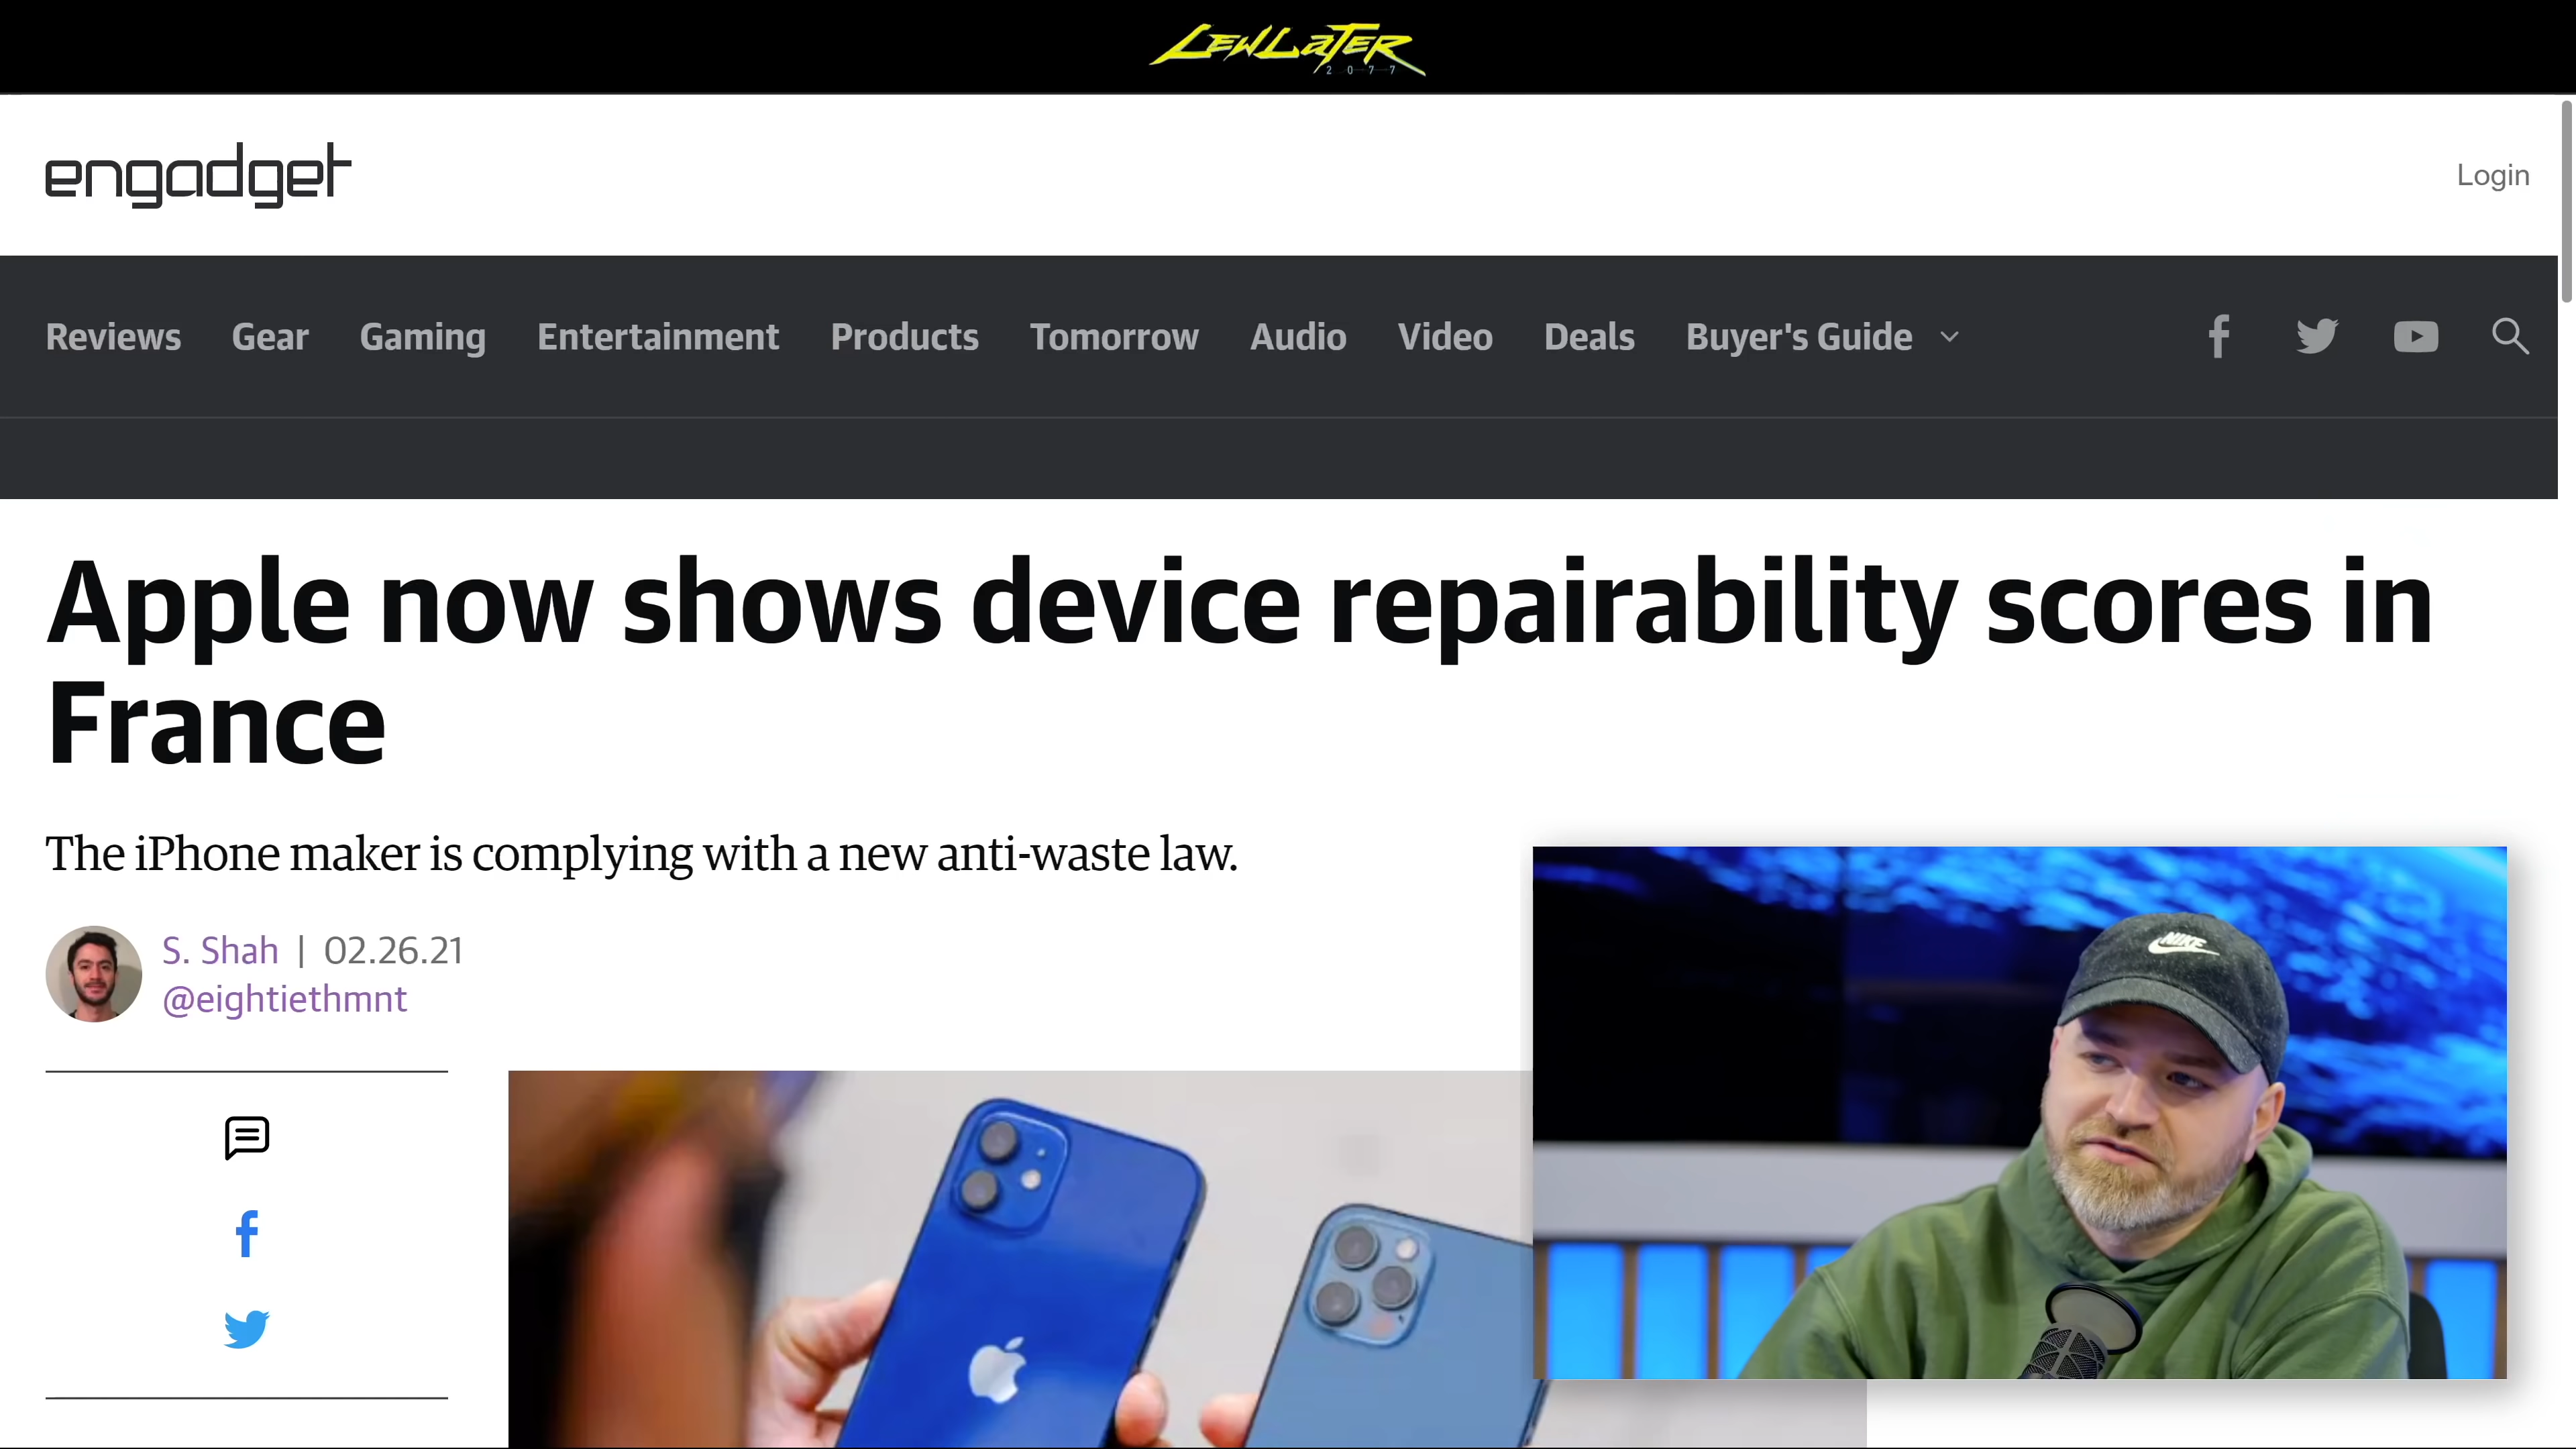 LEWLATER
2077
engadget
Login
Reviews Gear Gaming Entertainment Products Tomorrow Audio Video Deals Buyer's Guide
Apple now shows device repairability scores in
France
The iPhone maker is complying with a new anti-waste law.
S. Shah | 02.26.21
@eightiethmnt
NIKE